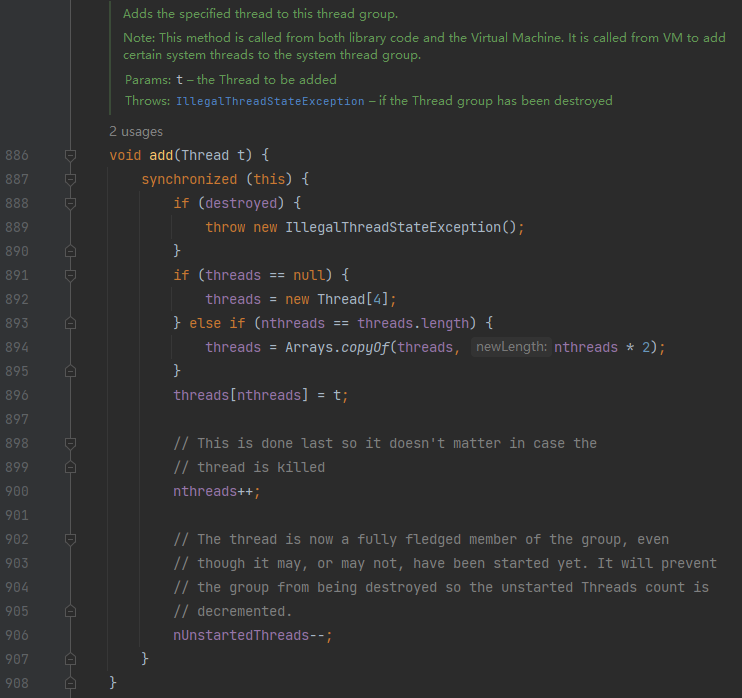 Adds the specified thread to this thread group.
Note: This method is called from both library code and the Virtual Machine. It is called from VM to add
certain system threads to the system thread group.
Params: t – the Thread to be added
Throws: IllegalThreadStateException – if the Thread group has been destroyed
2 usages
886 void add(Thread t) {
887 synchronized (this) {
888 if (destroyed) {
889 throw new IllegalThreadStateException();
890 }
891 if (threads == null) {
892 threads = new Thread[4];
893 } else if (nthreads == threads.length) {
894 threads = Arrays.copyOf(threads, newLength: nthreads * 2);
895 }
896 threads[nthreads] = t;
897
898 // This is done last so it doesn't matter in case the
899 // thread is killed
900 nthreads++;
901
902 // The thread is now a fully fledged member of the group, even
903 // though it may, or may not, have been started yet. It will prevent
904 // the group from being destroyed so the unstarted Threads count is
905 // decremented.
906 nUnstartedThreads--;
907 }
908 }